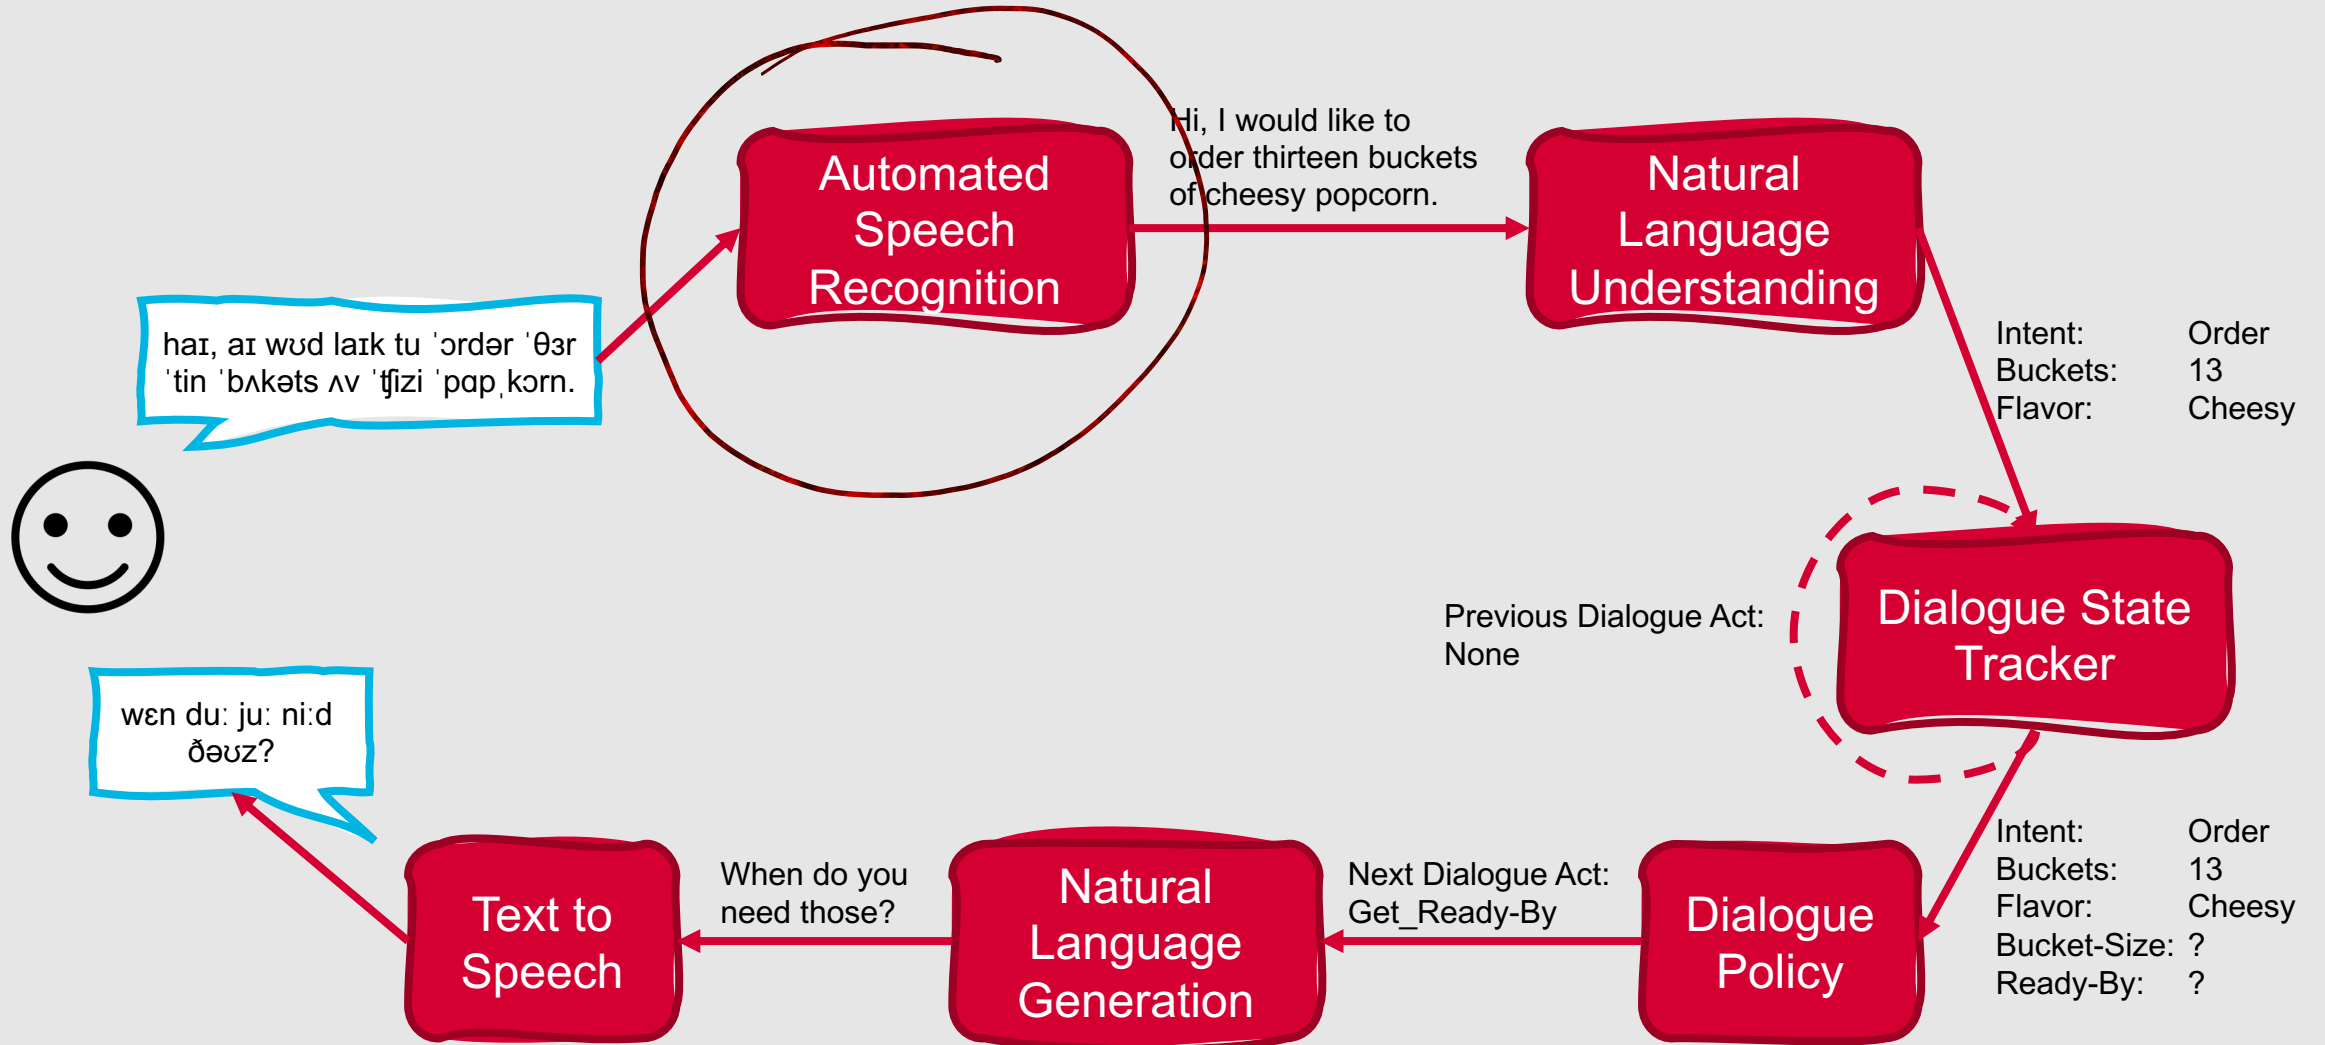 haɪ, aɪ wʊd laɪk tu ˈɔrdər ˈθɜr
ˈtin ˈbʌkəts ʌv ˈʧizi ˈpɑpˌkɔrn.
Automated
Speech
Recognition
Hi, I would like to
order thirteen buckets
of cheesy popcorn.
Natural
Language
Understanding
Intent: Order
Buckets: 13
Flavor: Cheesy
Previous Dialogue Act:
None
Dialogue State
Tracker
Intent: Order
Buckets: 13
Flavor: Cheesy
Bucket-Size: ?
Ready-By: ?
Dialogue
Policy
Next Dialogue Act:
Get_Ready-By
Natural
Language
Generation
When do you
need those?
Text to
Speech
wɛn duː juː niːd
ðəʊz?